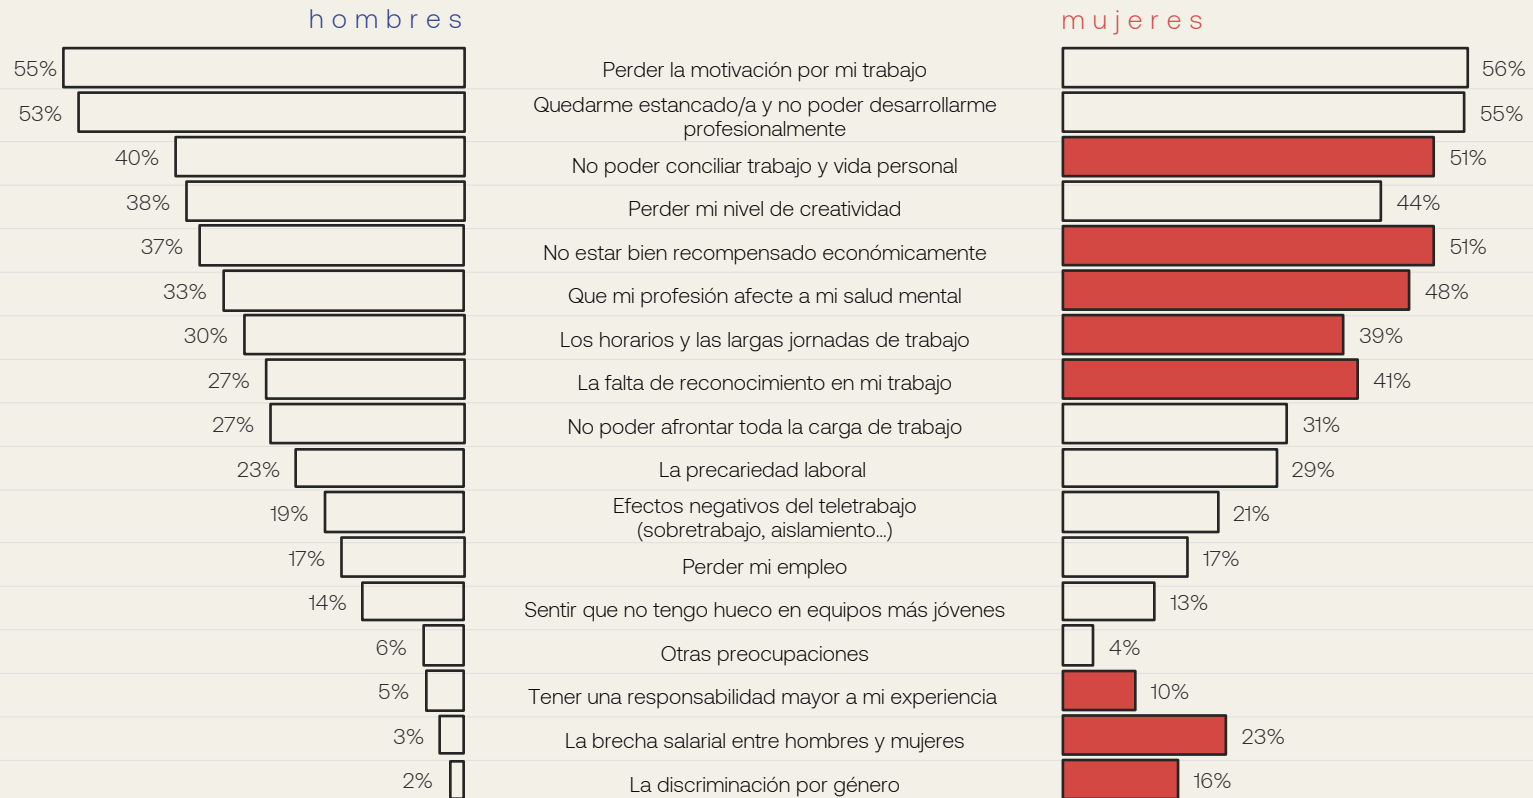 hombres mujeres
55% Perder la motivación por mi trabajo 56%
53% Quedarme estancado/a y no poder desarrollarme
profesionalmente 55%
40% No poder conciliar trabajo y vida personal 51%
38% Perder mi nivel de creatividad 44%
37% No estar bien recompensado económicamente 51%
33% Que mi profesión afecte a mi salud mental 48%
30% Los horarios y las largas jornadas de trabajo 39%
27% La falta de reconocimiento en mi trabajo 41%
27% No poder afrontar toda la carga de trabajo 31%
23% La precariedad laboral 29%
19% Efectos negativos del teletrabajo
(sobretrabajo, aislamiento...) 21%
17% Perder mi empleo 17%
14% Sentir que no tengo hueco en equipos más jóvenes 13%
6% Otras preocupaciones 4%
5% Tener una responsabilidad mayor a mi experiencia 10%
3% La brecha salarial entre hombres y mujeres 23%
2% La discriminación por género 16%